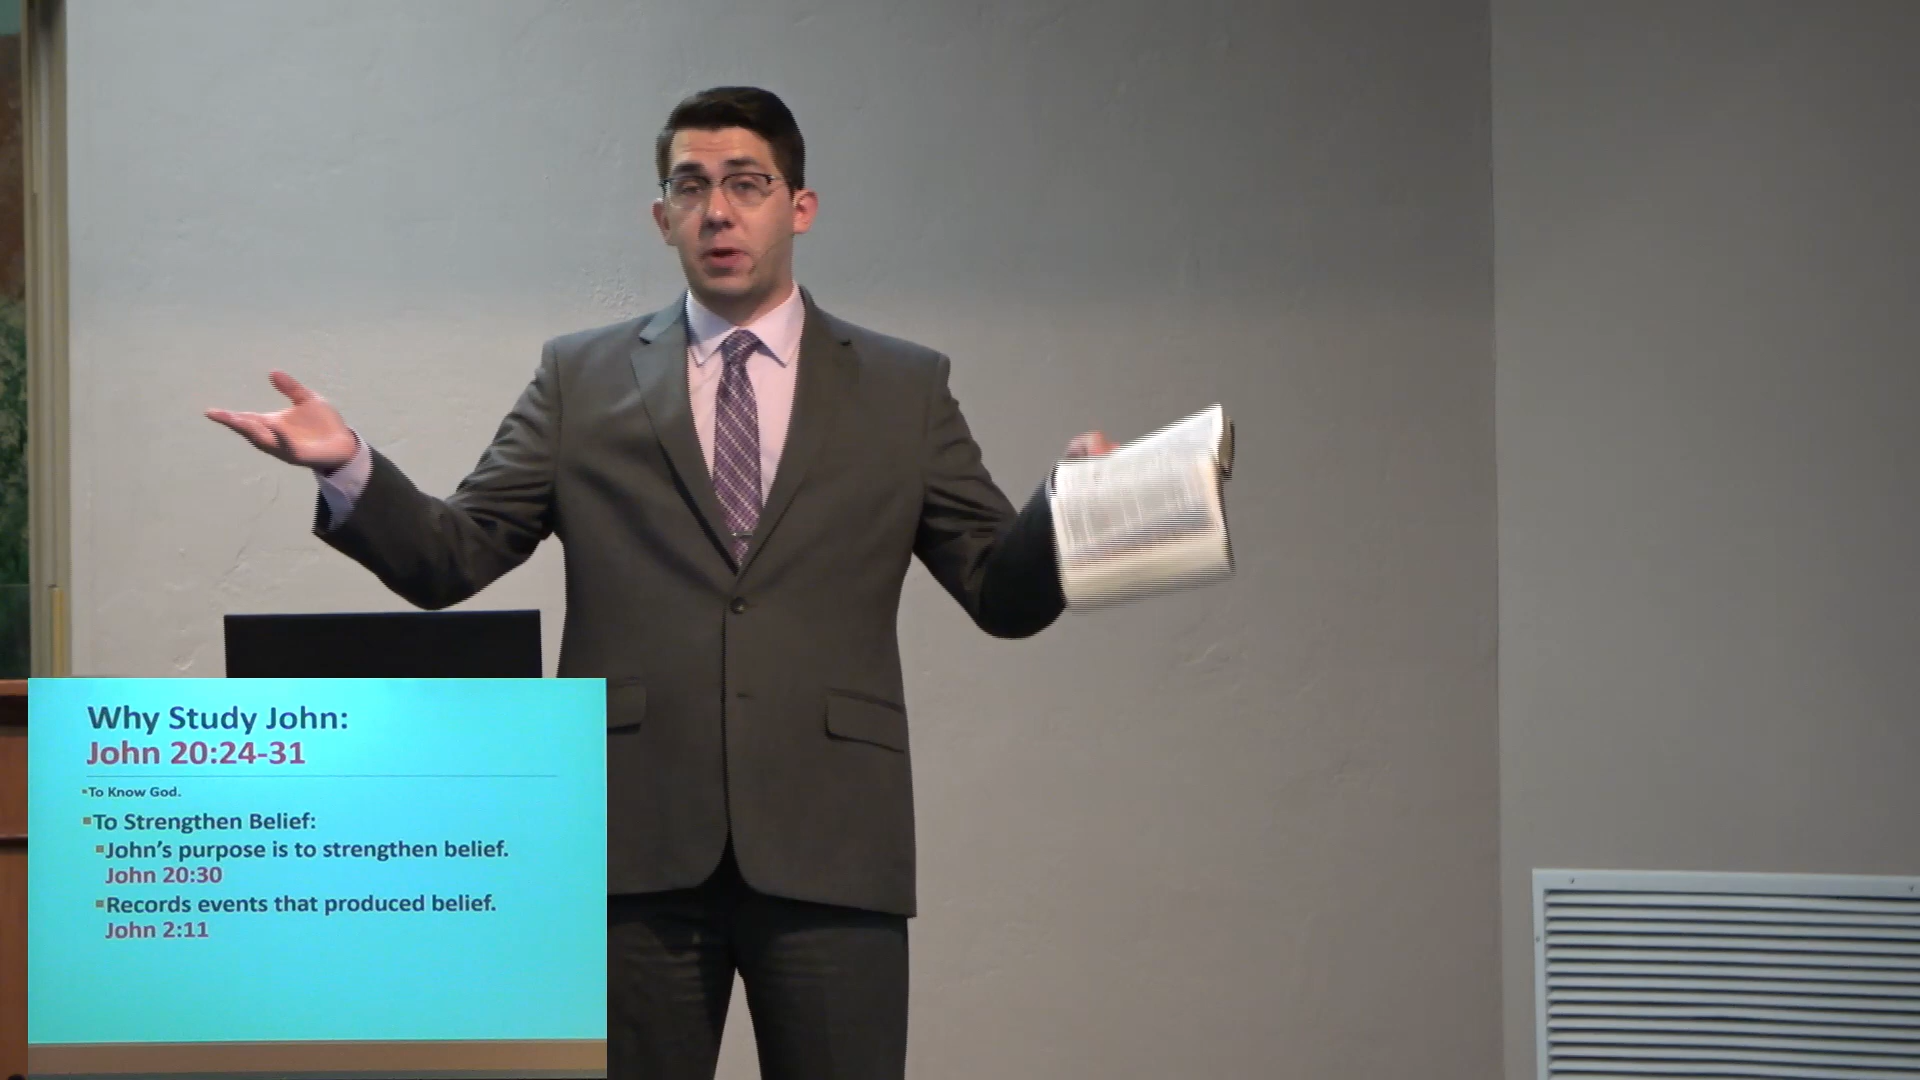 Why Study John:
John 20:24-31
▪To Know God.
▪To Strengthen Belief:
▪John’s purpose is to strengthen belief.
John 20:30
▪Records events that produced belief.
John 2:11